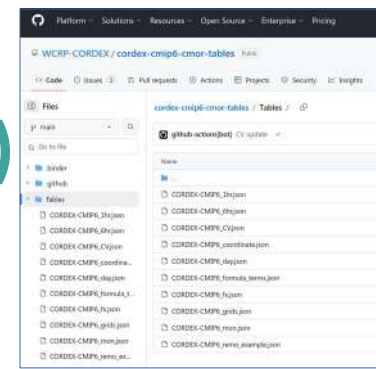 Platform Solutions Resources Open Source Enterprise Pricing
WCRP-CORDEX / cordex-cmip6-cmor-tables Public
Code Issues Pull requests Actions Projects Security Insights
Files
cordex-cmip6-cmor-tables / Tables /
main
github-actions[bot] CV update
Go to file
Name
.binder
..
.github
Tables
CORDEX-CMIP6_1hr.json
CORDEX-CMIP6_1hr.json
CORDEX-CMIP6_6hr.json
CORDEX-CMIP6_6hr.json
CORDEX-CMIP6_CV.json
CORDEX-CMIP6_CV.json
CORDEX-CMIP6_coordinate.json
CORDEX-CMIP6_coordina...
CORDEX-CMIP6_day.json
CORDEX-CMIP6_day.json
CORDEX-CMIP6_formula_terms.json
CORDEX-CMIP6_formula_t...
CORDEX-CMIP6_fx.json
CORDEX-CMIP6_fx.json
CORDEX-CMIP6_grids.json
CORDEX-CMIP6_grids.json
CORDEX-CMIP6_mon.json
CORDEX-CMIP6_mon.json
CORDEX-CMIP6_remo_example.json
CORDEX-CMIP6_remo_ex...